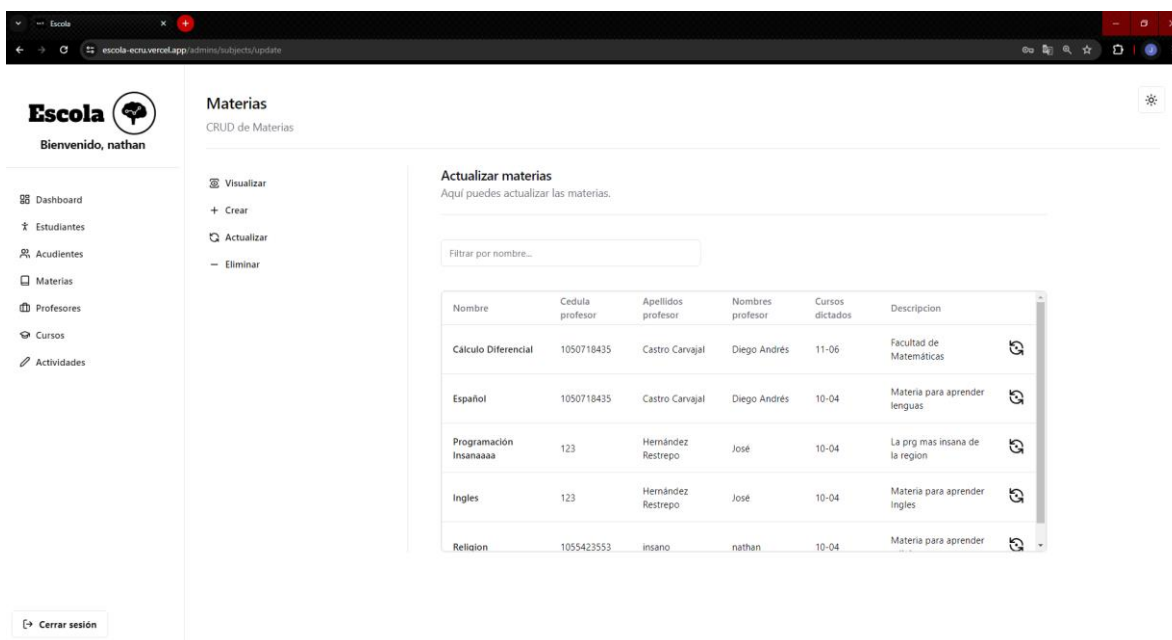 Escola
escola-ecru.vercel.app/admins/subjects/update
Escola
Bienvenido, nathan
Dashboard
Estudiantes
Acudientes
Materias
Profesores
Cursos
Actividades
Cerrar sesión
Materias
CRUD de Materias
Visualizar
Crear
Actualizar
Eliminar
Actualizar materias
Aquí puedes actualizar las materias.
Filtrar por nombre...
Nombre Cedula profesor Apellidos profesor Nombres profesor Cursos dictados Descripcion
Cálculo Diferencial 1050718435 Castro Carvajal Diego Andrés 11-06 Facultad de Matemáticas
Español 1050718435 Castro Carvajal Diego Andrés 10-04 Materia para aprender lenguas
Programación Insanaaaa 123 Hernández Restrepo José 10-04 La prg mas insana de la region
Ingles 123 Hernández Restrepo José 10-04 Materia para aprender Ingles
Religion 1055423553 insano nathan 10-04 Materia para aprender